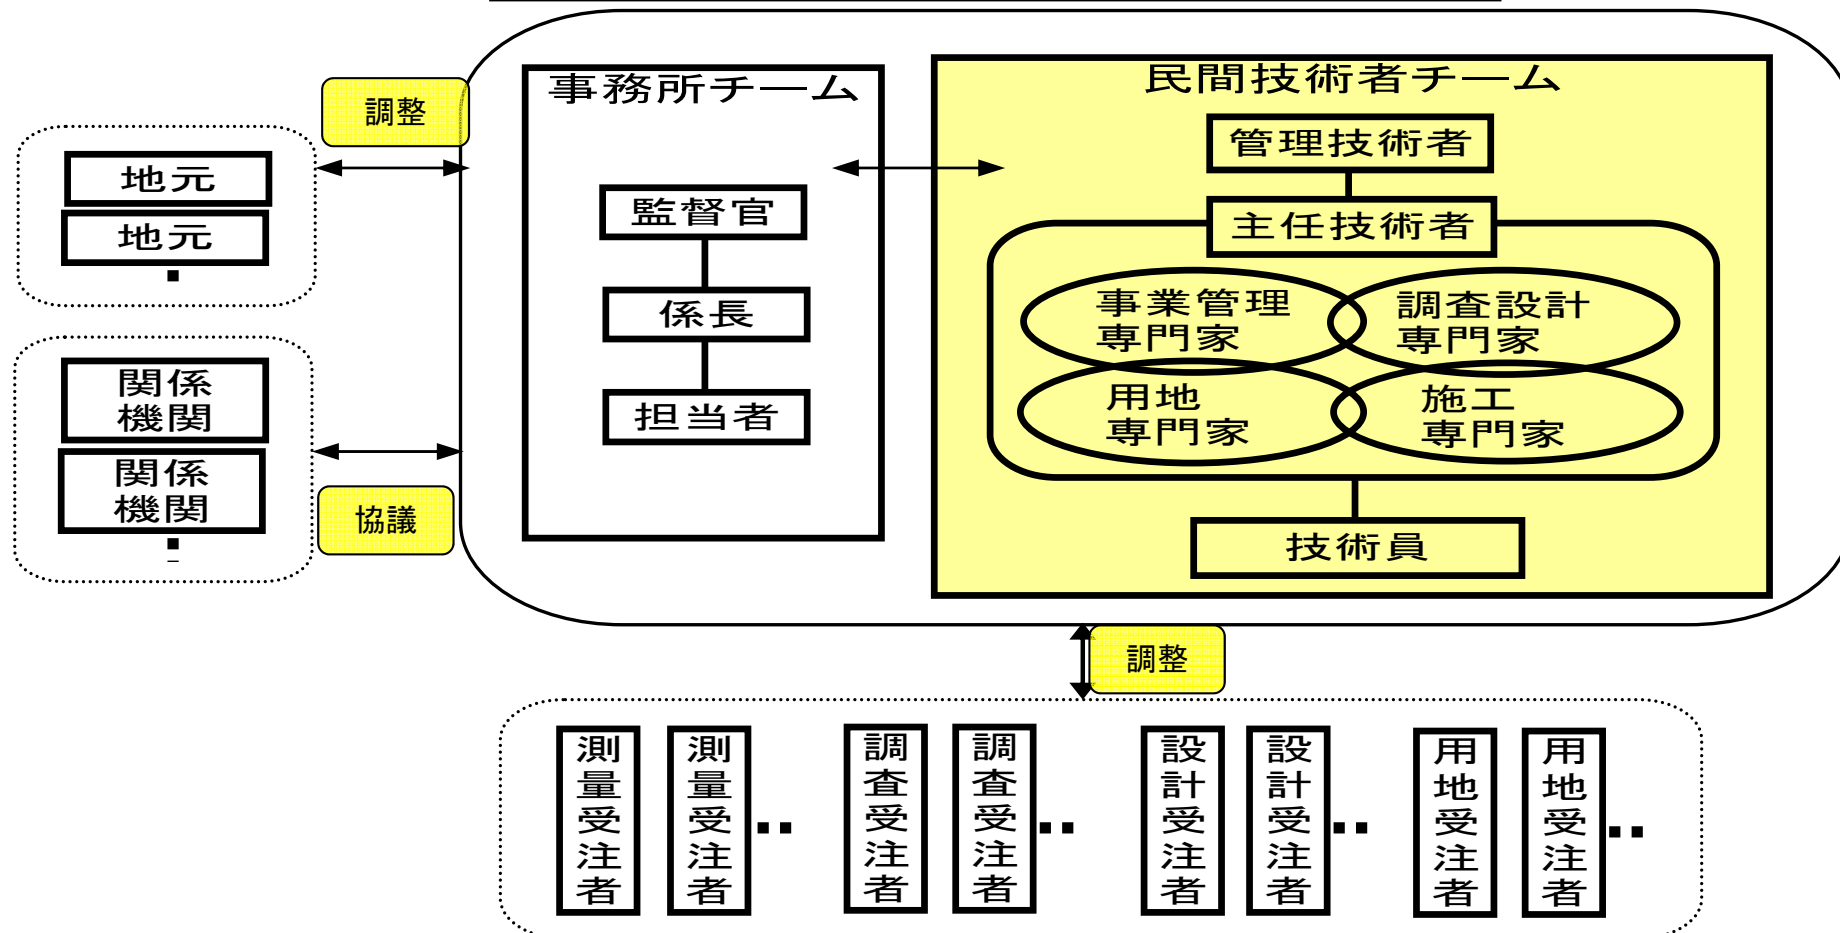 事務所チーム
民間技術者チーム
調整
管理技術者
地元
地元
監督官
主任技術者
係長
事業管理
専門家
調査設計
専門家
関係
機関
担当者
用地
専門家
施工
専門家
関係
機関
協議
技術員
調整
測量受注者
測量受注者
調査受注者
調査受注者
設計受注者
設計受注者
用地受注者
用地受注者